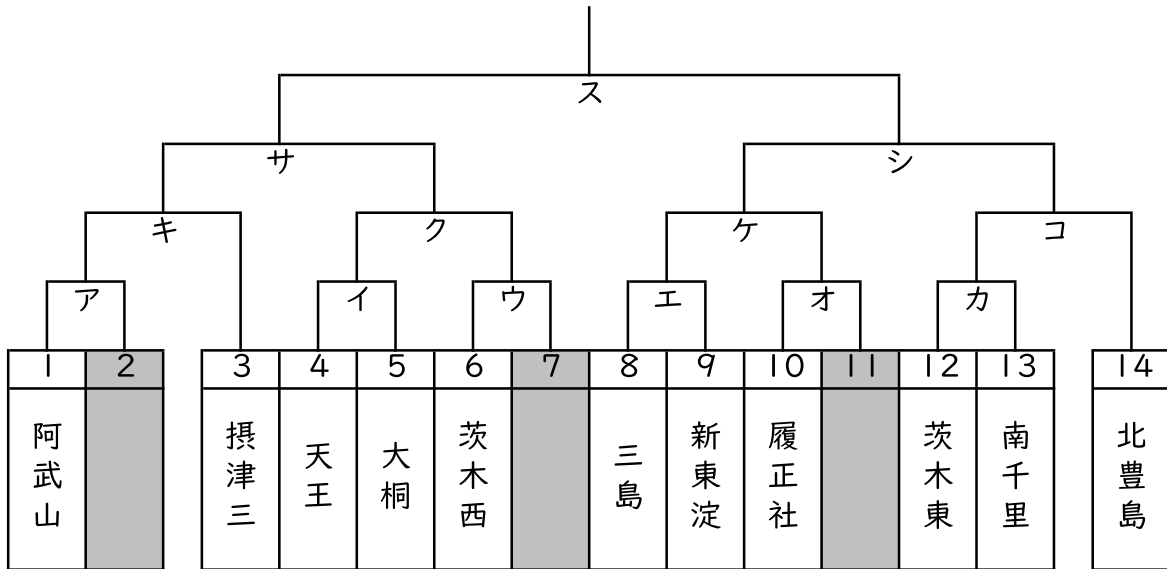 ス
サ
シ
キ
ク
ケ
コ
ア
イ
ウ
エ
オ
カ
1 2 3 4 5 6 7 8 9 10 11 12 13 14
阿武山
摂津三
天王
大桐
茨木西
三島
新東淀
履正社
茨木東
南千里
北豊島